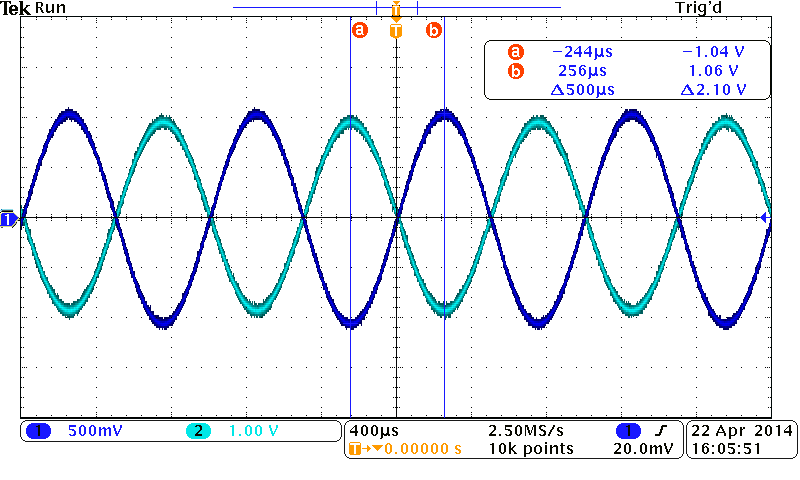 Tek Run Trig'd
T
a T b
a −244µs −1.04 V
b 256µs 1.06 V
Δ500µs Δ2.10 V
1
1 500mV 2 1.00 V
400µs 2.50MS/s 1 22 Apr 2014
T→▼0.00000 s 10k points 20.0mV 16:05:51